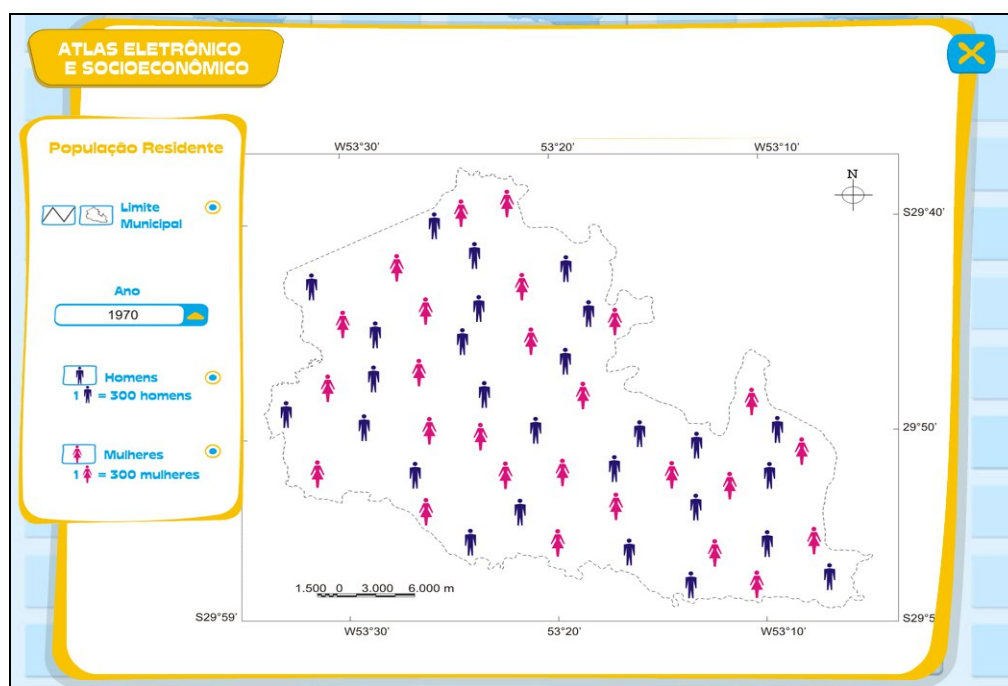 ATLAS ELETRÔNICO
E SOCIOECONÔMICO
População Residente
Limite
Municipal
Ano
1970
Homens
1 = 300 homens
Mulheres
1 = 300 mulheres
W53°30' 53°20' W53°10'
N
S29°40'
29°50'
1.500 0 3.000 6.000 m
S29°59' S29°5
W53°30' 53°20' W53°10'